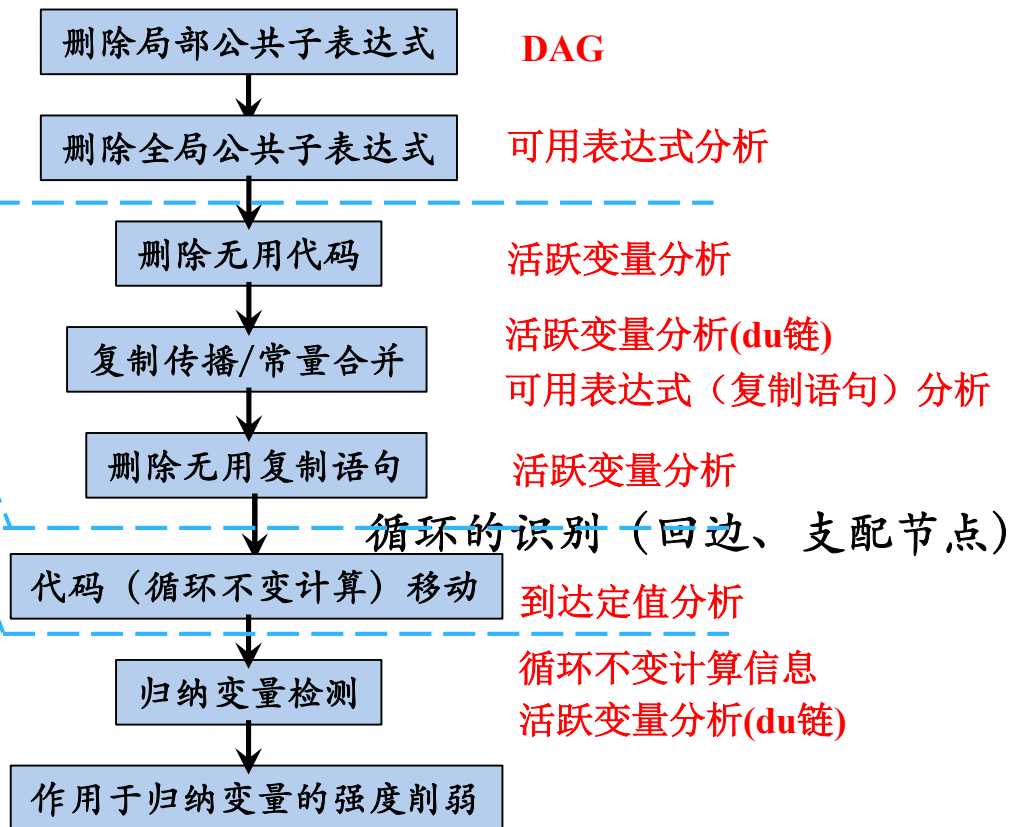 删除局部公共子表达式
DAG
删除全局公共子表达式
可用表达式分析
删除无用代码
活跃变量分析
复制传播/常量合并
活跃变量分析(du链)
可用表达式（复制语句）分析
删除无用复制语句
活跃变量分析
循环的识别（回边、支配节点）
代码（循环不变计算）移动
到达定值分析
归纳变量检测
循环不变计算信息
活跃变量分析(du链)
作用于归纳变量的强度削弱